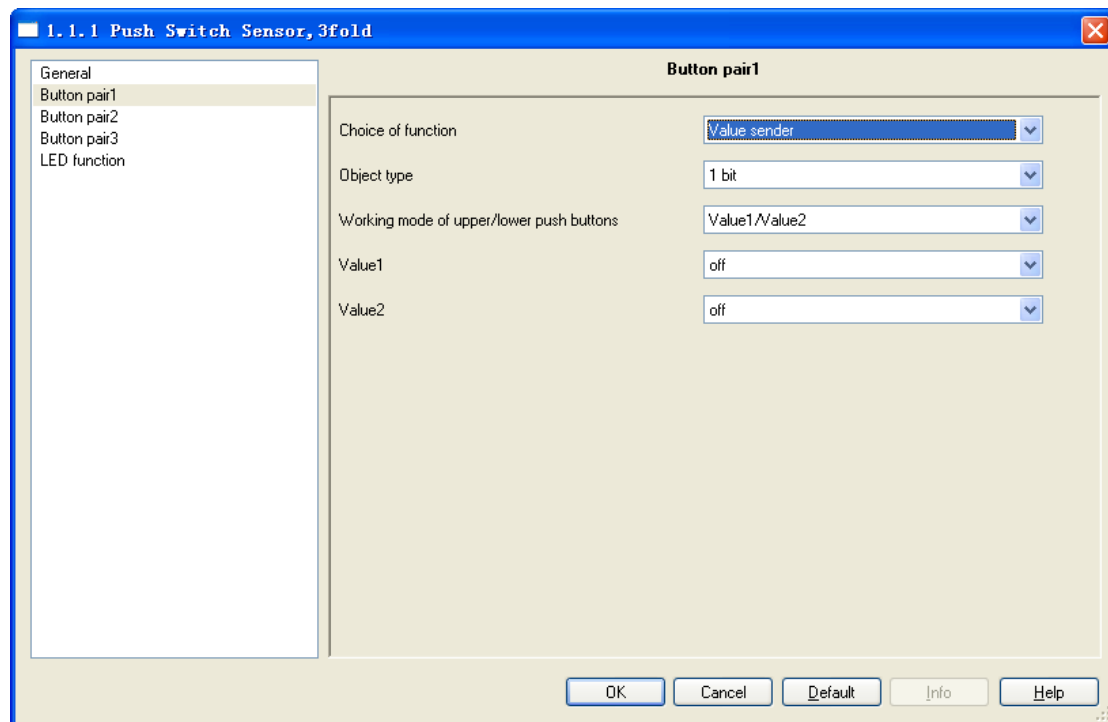 1.1.1 Push Switch Sensor,3fold
General
Button pair1
Button pair2
Button pair3
LED function
Button pair1
Choice of function Value sender
Object type 1 bit
Working mode of upper/lower push buttons Value1/Value2
Value1 off
Value2 off
OK Cancel Default Info Help